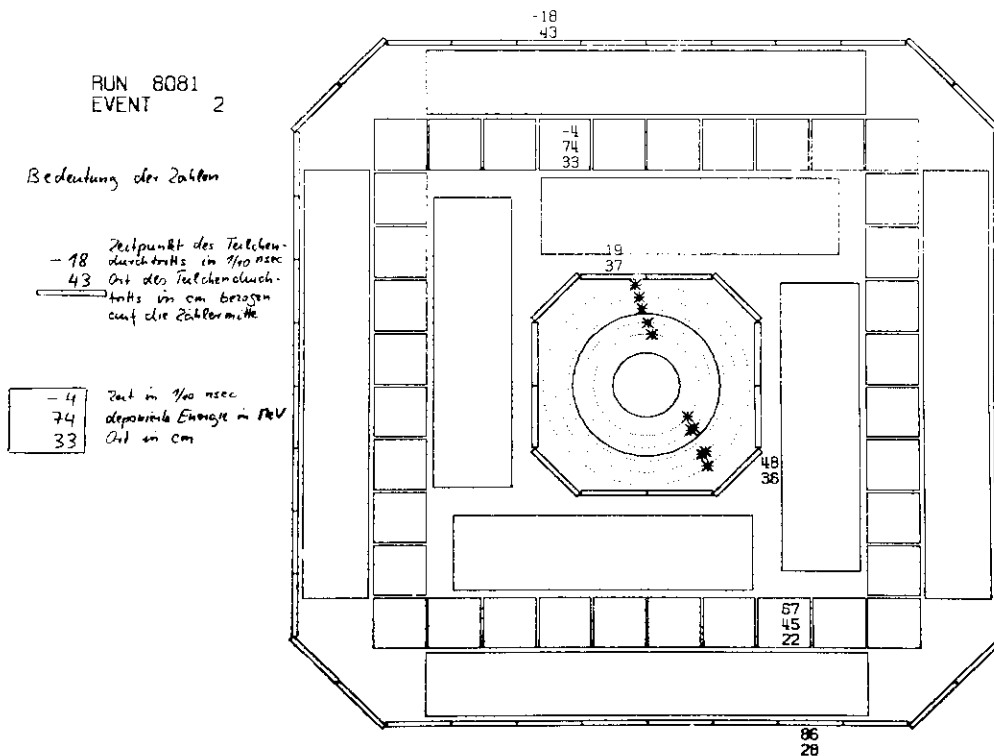 -18
43
RUN 8081
EVENT 2
-4
74
33
Bedeutung der Zahlen
Zeitpunkt des Teilchen-
-18 durchtritts in 1/10 nsec
43 Ort des Teilchendurch-
tritts in cm bezogen
auf die Zählermitte
19
37
-4 Zeit in 1/10 nsec
74 deponierte Energie in MeV
33 Ort in cm
48
36
67
45
22
86
28